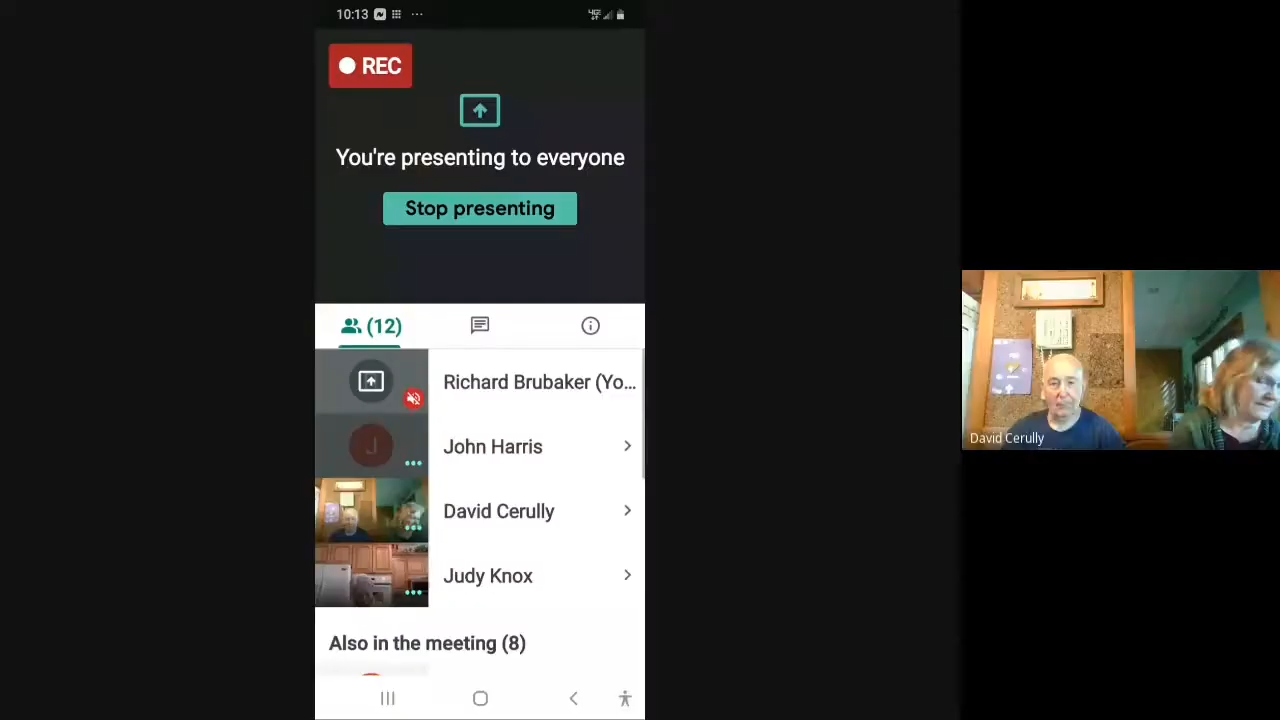 10:13
REC
You're presenting to everyone
Stop presenting
(12)
Richard Brubaker (Yo...
J
John Harris
David Cerully
Judy Knox
Also in the meeting (8)
David Cerully